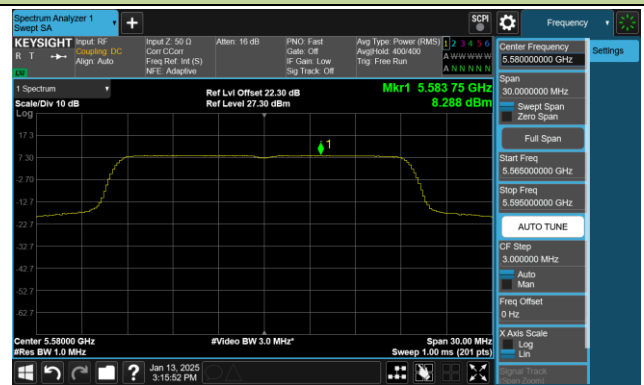 Spectrum Analyzer 1
Swept SA
SCPI
Frequency
KEYSIGHT
R T
LW
Input: RF
Coupling: DC
Align: Auto
Input Z: 50 Ω
Corr CCorr
Freq Ref: Int (S)
NFE: Adaptive
Atten: 16 dB
PNO: Fast
Gate: Off
IF Gain: Low
Sig Track: Off
Avg Type: Power (RMS)
Avg|Hold: 400/400
Trig: Free Run
1 2 3 4 5 6
A W W W W W
A N N N N N
1 Spectrum
Scale/Div 10 dB
Ref Lvl Offset 22.30 dB
Ref Level 27.30 dBm
Mkr1 5.583 75 GHz
8.288 dBm
Log
1
17.3
7.30
-2.70
-12.7
-22.7
-32.7
-42.7
-52.7
-62.7
Center 5.58000 GHz
#Res BW 1.0 MHz
#Video BW 3.0 MHz*
Span 30.00 MHz
Sweep 1.00 ms (201 pts)
Jan 13, 2025
3:15:52 PM
Center Frequency
5.580000000 GHz
Settings
Span
30.0000000 MHz
Swept Span
Zero Span
Full Span
Start Freq
5.565000000 GHz
Stop Freq
5.595000000 GHz
AUTO TUNE
CF Step
3.000000 MHz
Auto
Man
Freq Offset
0 Hz
X Axis Scale
Log
Lin
Signal Track
(Span Zoom)